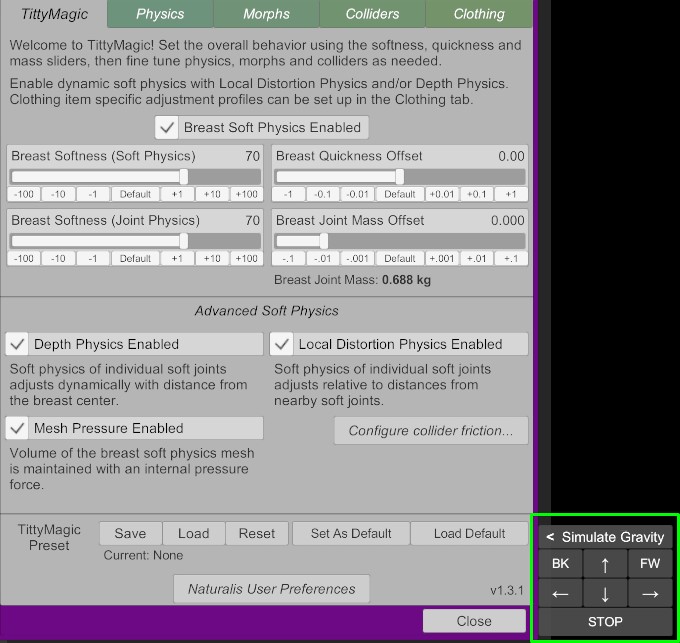 TittyMagic
Physics
Morphs
Colliders
Clothing
Welcome to TittyMagic! Set the overall behavior using the softness, quickness and
mass sliders, then fine tune physics, morphs and colliders as needed.
Enable dynamic soft physics with Local Distortion Physics and/or Depth Physics.
Clothing item specific adjustment profiles can be set up in the Clothing tab.
Breast Soft Physics Enabled
Breast Softness (Soft Physics) 70
-100 -10 -1 Default +1 +10 +100
Breast Quickness Offset 0.00
-1 -0.1 -0.01 Default +0.01 +0.1 +1
Breast Softness (Joint Physics) 70
-100 -10 -1 Default +1 +10 +100
Breast Joint Mass Offset 0.000
-.1 -.01 -.001 Default +.001 +.01 +.1
Breast Joint Mass: 0.688 kg
Advanced Soft Physics
Depth Physics Enabled
Soft physics of individual soft joints
adjusts dynamically with distance from
the breast center.
Local Distortion Physics Enabled
Soft physics of individual soft joints
adjusts relative to distances from
nearby soft joints.
Mesh Pressure Enabled
Volume of the breast soft physics mesh
is maintained with an internal pressure
force.
Configure collider friction...
TittyMagic
Preset
Save Load Reset Set As Default Load Default
Current: None
Naturalis User Preferences
v1.3.1
Close
< Simulate Gravity
BK ↑ FW
← ↓ →
STOP